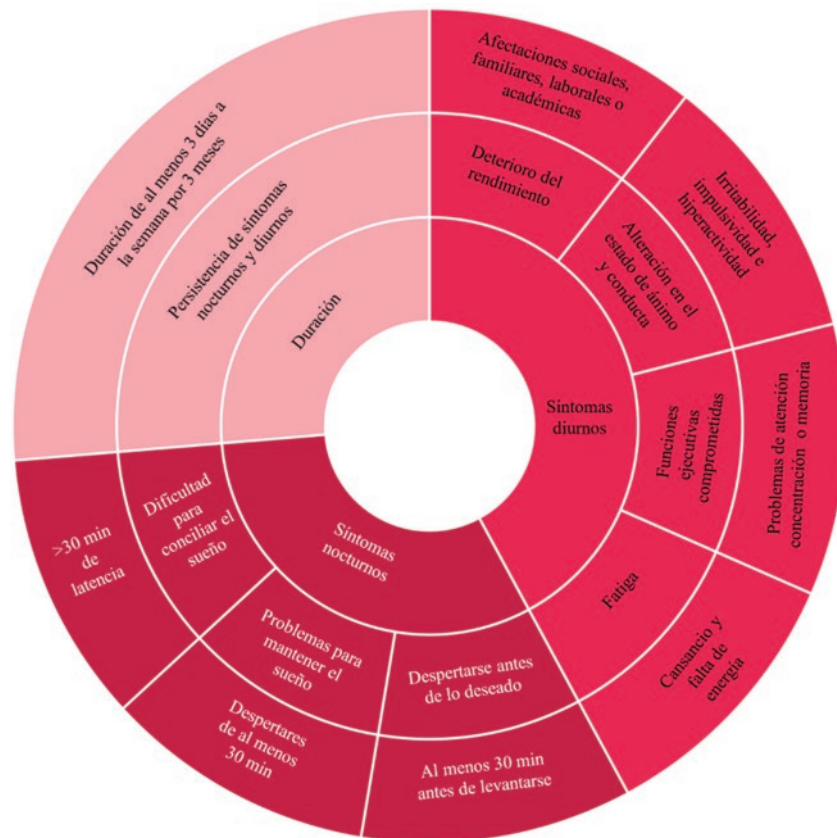 Afectaciones sociales,
familiares, laborales o
académicas
Deterioro del
rendimiento
Irritabilidad,
impulsividad e
hiperactividad
Alteración en el
estado de ánimo
y conducta
Síntomas
diurnos
Funciones
ejecutivas
comprometidas
Problemas de atención
concentración o memoria
Fatiga
Cansancio y
falta de
energía
Síntomas
nocturnos
Despertarse antes
de lo deseado
Al menos 30 min
antes de levantarse
Problemas para
mantener el
sueño
Despertares
de al menos
30 min
Dificultad
para
conciliar el
sueño
>30 min
de
latencia
Duración
Persistencia de síntomas
nocturnos y diurnos
Duración de al menos 3 días a
la semana por 3 meses